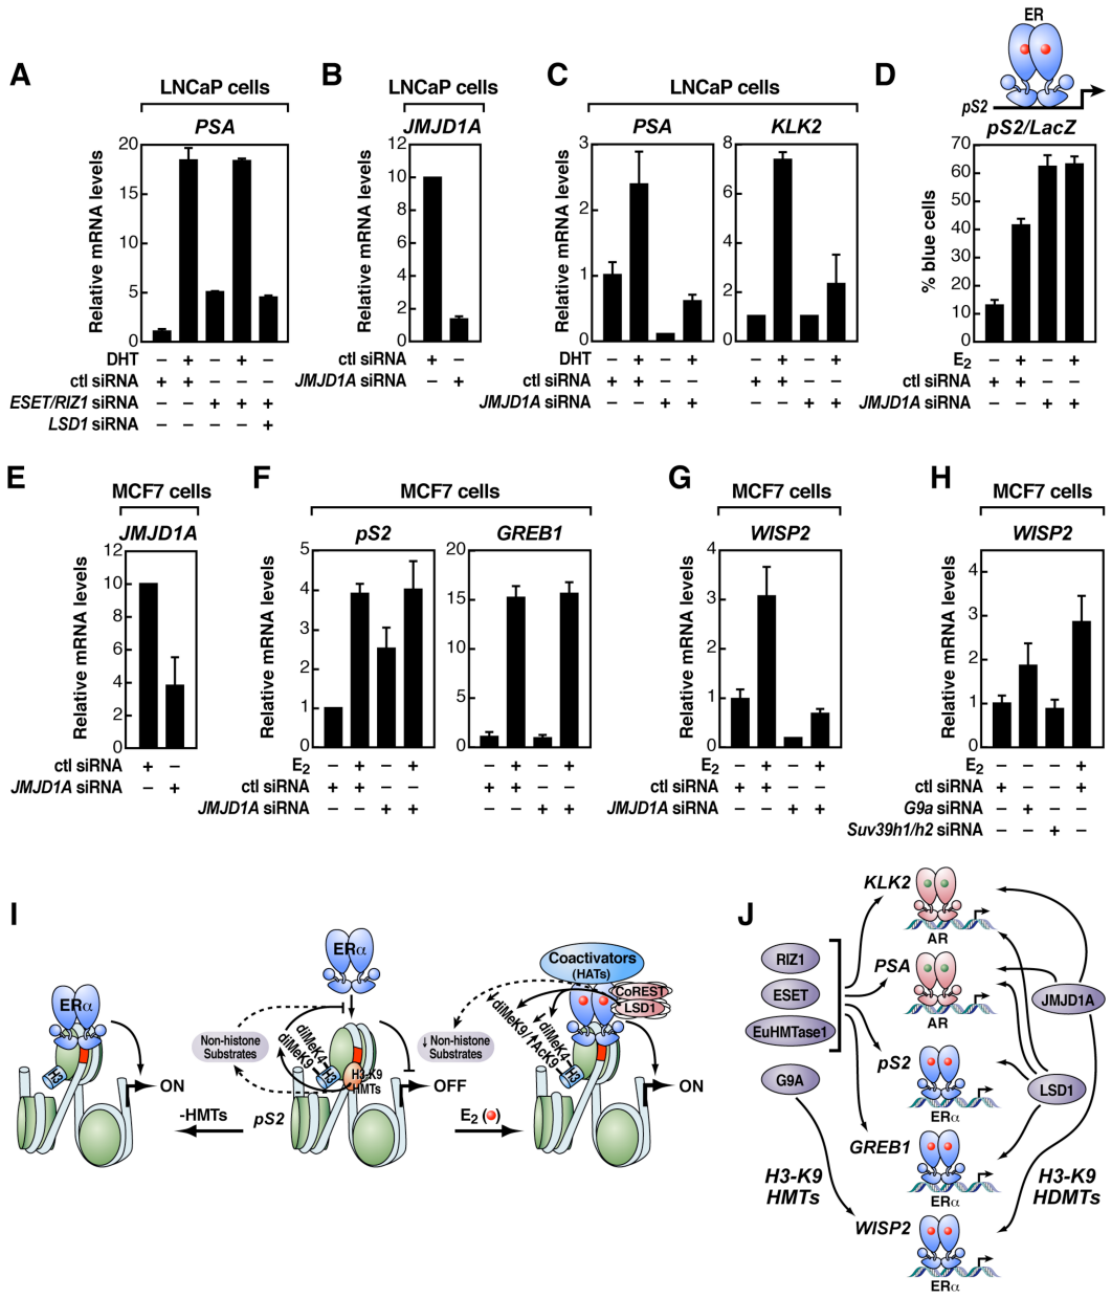 A
LNCaP cells
PSA
Relative mRNA levels
20
15
10
5
0
DHT – + – + –
ctl siRNA + + – – –
ESET/RIZ1 siRNA – – + + +
LSD1 siRNA – – – – +
B
LNCaP cells
JMJD1A
Relative mRNA levels
12
10
8
6
4
2
0
ctl siRNA + –
JMJD1A siRNA – +
C
LNCaP cells
PSA
Relative mRNA levels
3
2
1
0
KLK2
8
6
4
2
0
DHT – + – + – + – +
ctl siRNA + + – – + + – –
JMJD1A siRNA – – + + – – + +
D
ER
pS2
pS2/LacZ
% blue cells
70
60
50
40
30
20
10
0
E2 – + – +
ctl siRNA + + – –
JMJD1A siRNA – – + +
E
MCF7 cells
JMJD1A
Relative mRNA levels
12
10
8
6
4
2
0
ctl siRNA + –
JMJD1A siRNA – +
F
MCF7 cells
pS2
Relative mRNA levels
5
4
3
2
1
0
GREB1
20
15
10
5
0
E2 – + – + – + – +
ctl siRNA + + – – + + – –
JMJD1A siRNA – – + + – – + +
G
MCF7 cells
WISP2
Relative mRNA levels
4
3
2
1
0
E2 – + – +
ctl siRNA + + – –
JMJD1A siRNA – – + +
H
MCF7 cells
WISP2
Relative mRNA levels
4
3
2
1
0
E2 – – – +
ctl siRNA + – – +
G9a siRNA – + – –
Suv39h1/h2 siRNA – – + –
I
ERα
H3
ON
-HMTs
pS2
ERα
Non-histone
Substrates
diMeK4
diMeK9
H3
H3-K9
HMTs
OFF
E2 ( )
Coactivators
(HATs)
CoREST
LSD1
↓ Non-histone
Substrates
↓diMeK9/↑AcK9
↓diMeK4
H3
ON
J
RIZ1
ESET
EuHMTase1
G9A
H3-K9
HMTs
KLK2
AR
PSA
AR
pS2
ERα
GREB1
ERα
WISP2
ERα
JMJD1A
LSD1
H3-K9
HDMTs